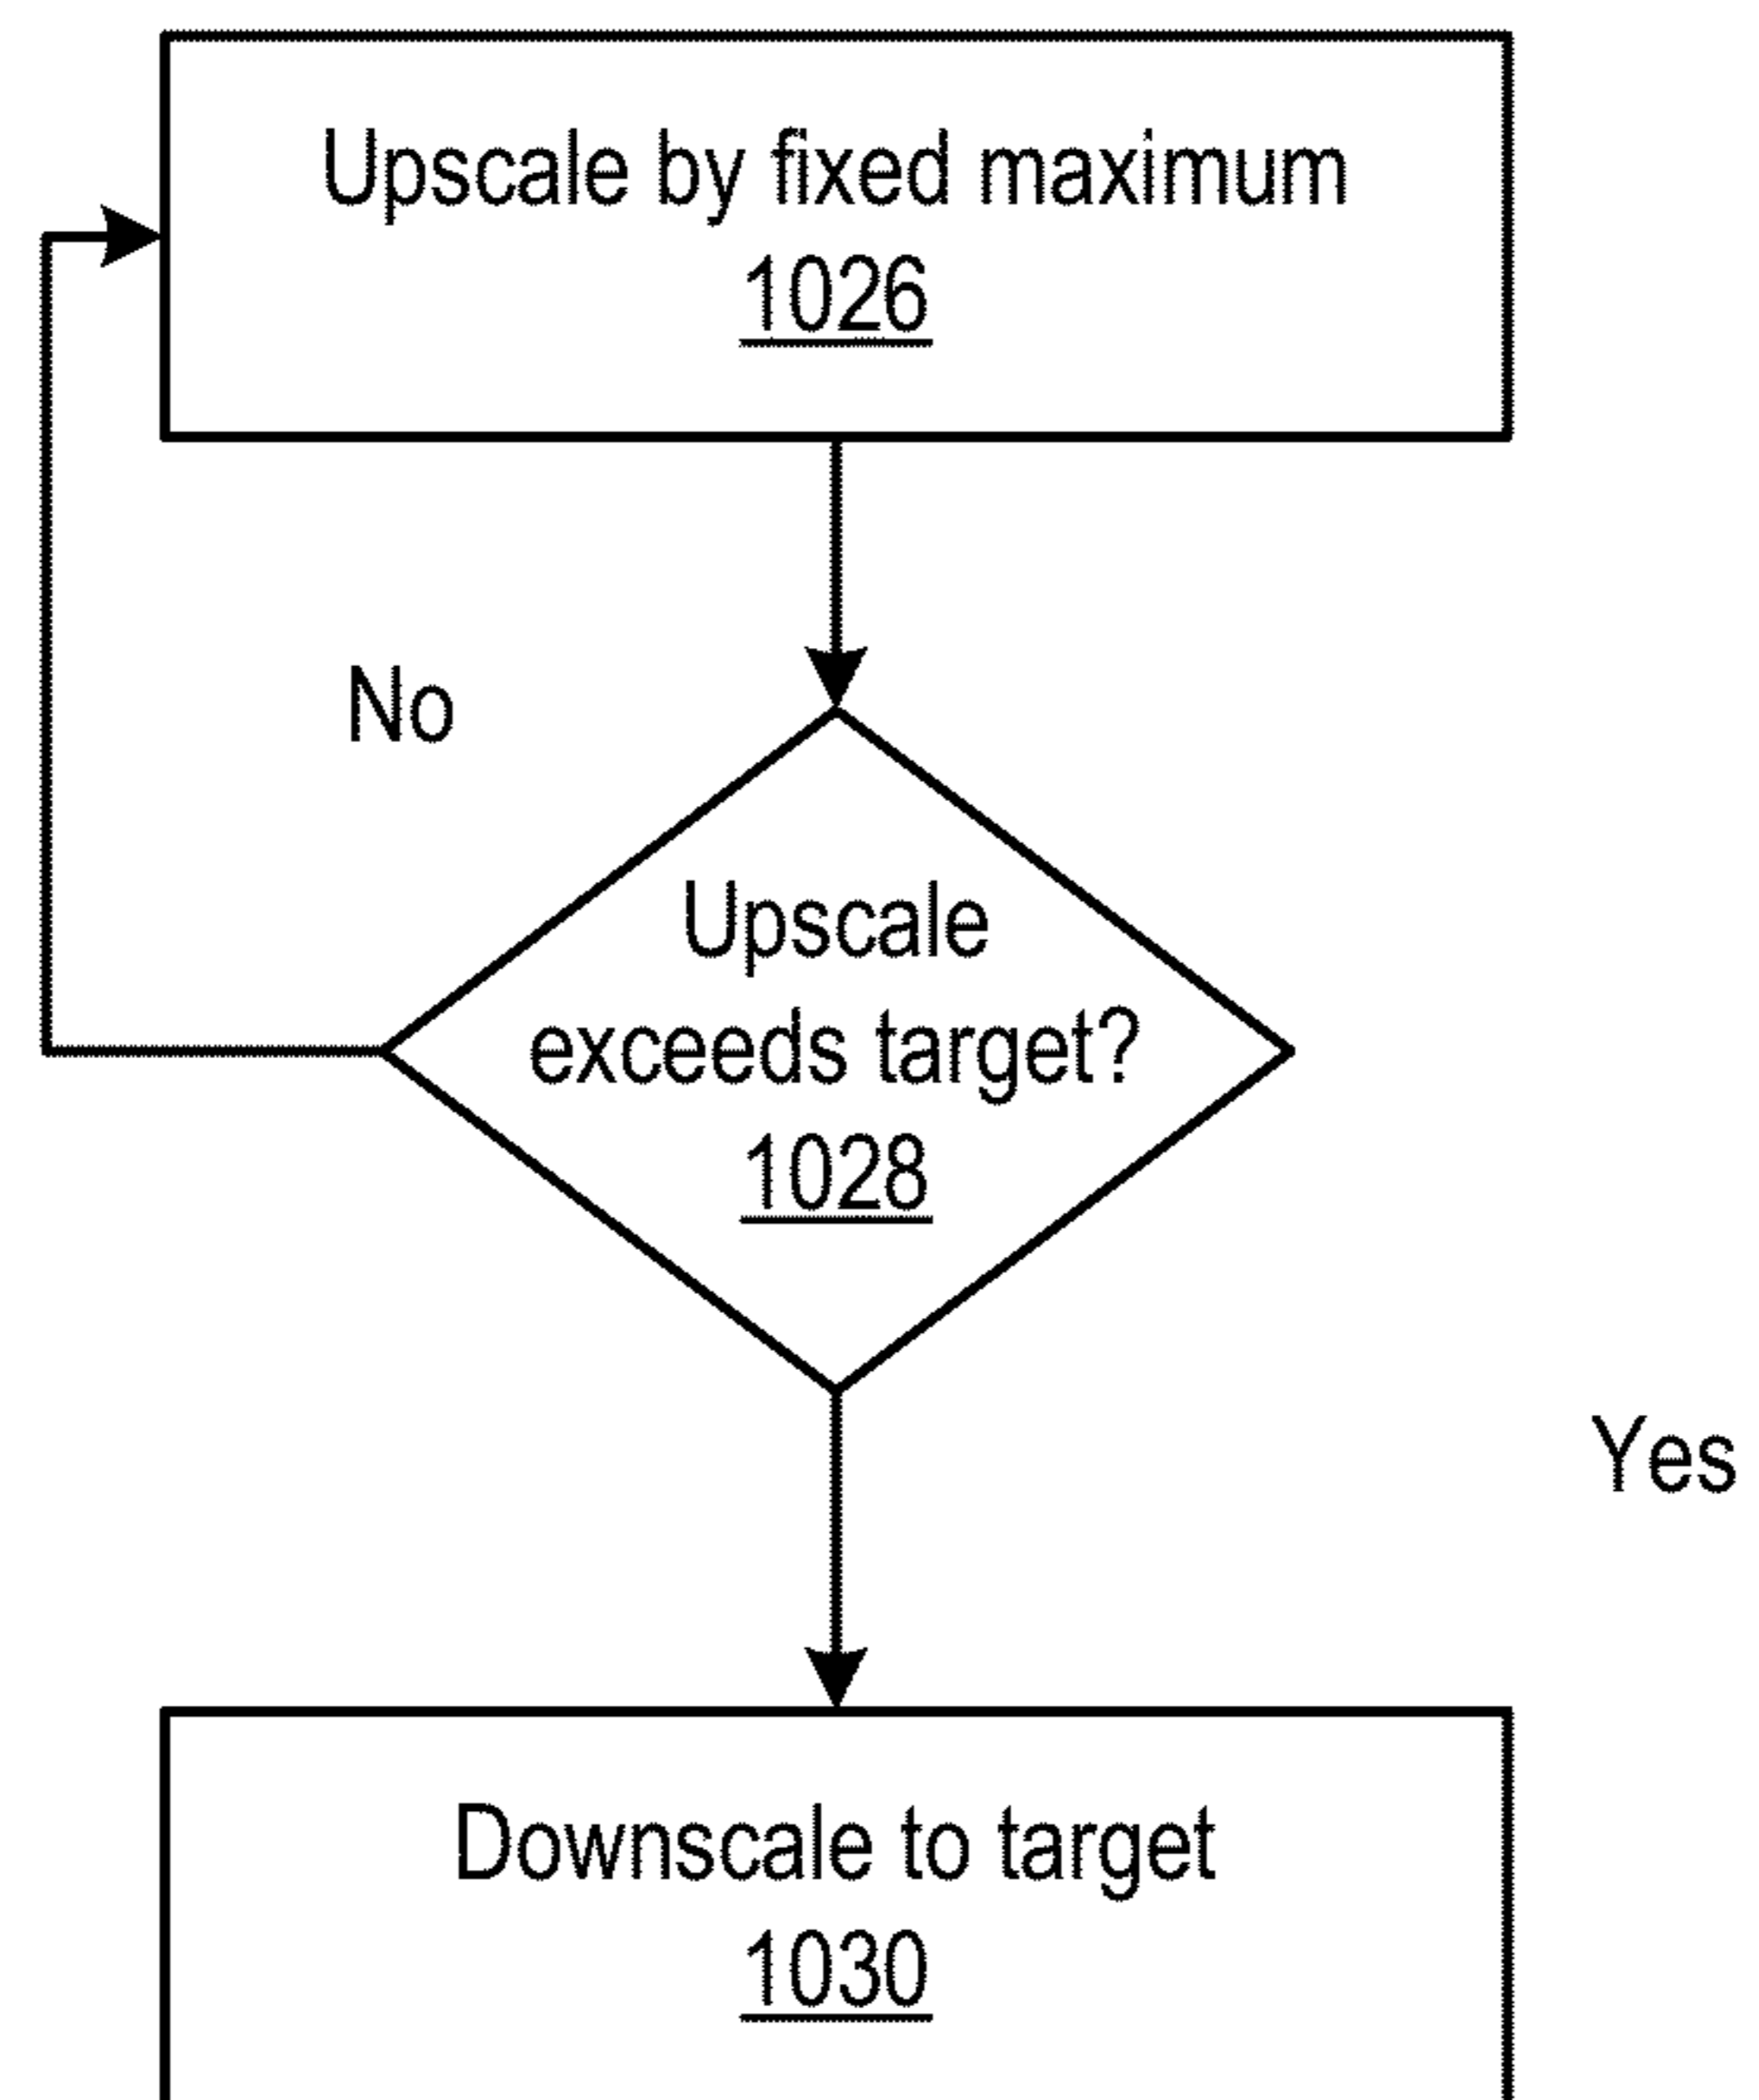 Upscale by fixed maximum
1026
No
Upscale
exceeds target?
1028
Yes
Downscale to target
1030